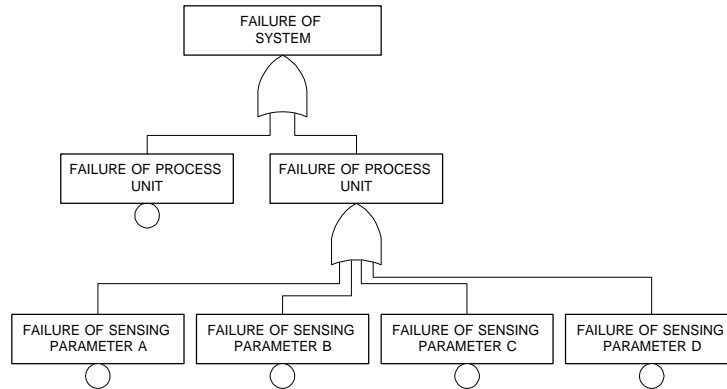 FAILURE OF
SYSTEM
FAILURE OF PROCESS
UNIT
FAILURE OF PROCESS
UNIT
FAILURE OF SENSING
PARAMETER A
FAILURE OF SENSING
PARAMETER B
FAILURE OF SENSING
PARAMETER C
FAILURE OF SENSING
PARAMETER D